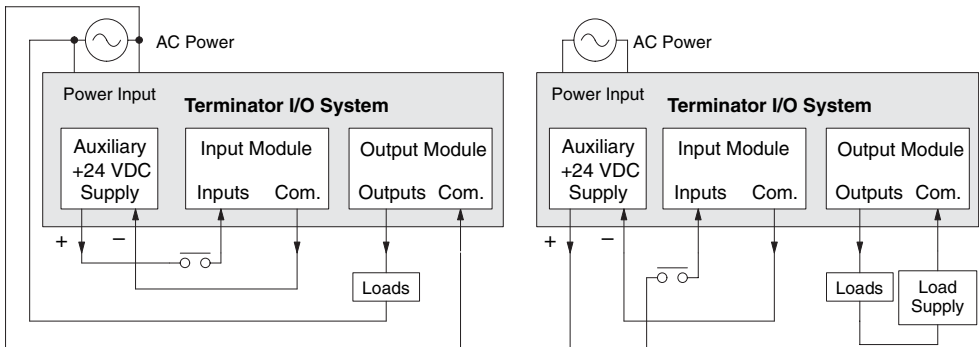 AC Power
Power Input
Terminator I/O System
Auxiliary
+24 VDC
Supply
Input Module
Inputs Com.
Output Module
Outputs Com.
+ –
Loads
AC Power
Power Input
Terminator I/O System
Auxiliary
+24 VDC
Supply
Input Module
Inputs Com.
Output Module
Outputs Com.
+ –
Loads
Load
Supply